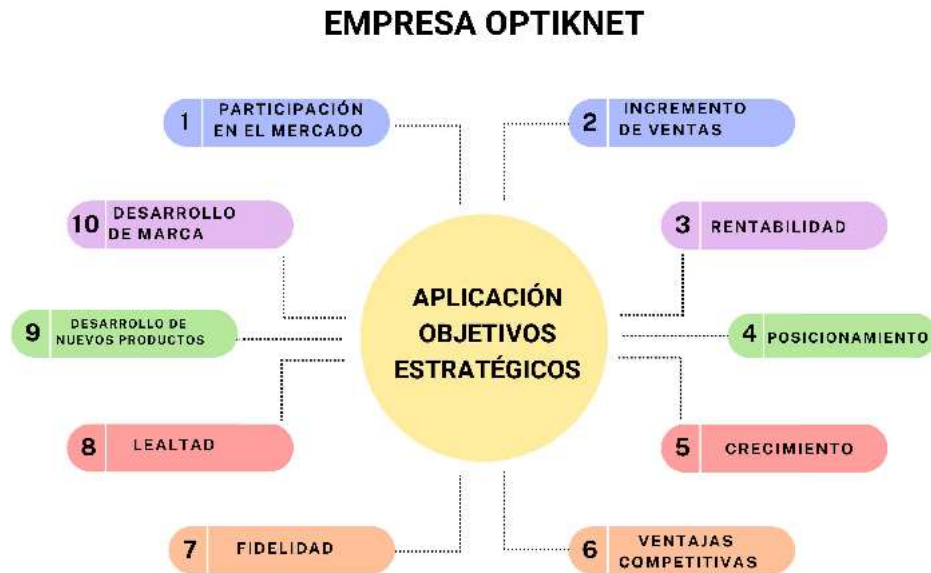 EMPRESA OPTIKNET
1 PARTICIPACIÓN
EN EL MERCADO
2 INCREMENTO
DE VENTAS
10 DESARROLLO
DE MARCA
3 RENTABILIDAD
APLICACIÓN
OBJETIVOS
ESTRATÉGICOS
9 DESARROLLO DE
NUEVOS PRODUCTOS
4 POSICIONAMIENTO
8 LEALTAD
5 CRECIMIENTO
7 FIDELIDAD
6 VENTAJAS
COMPETITIVAS